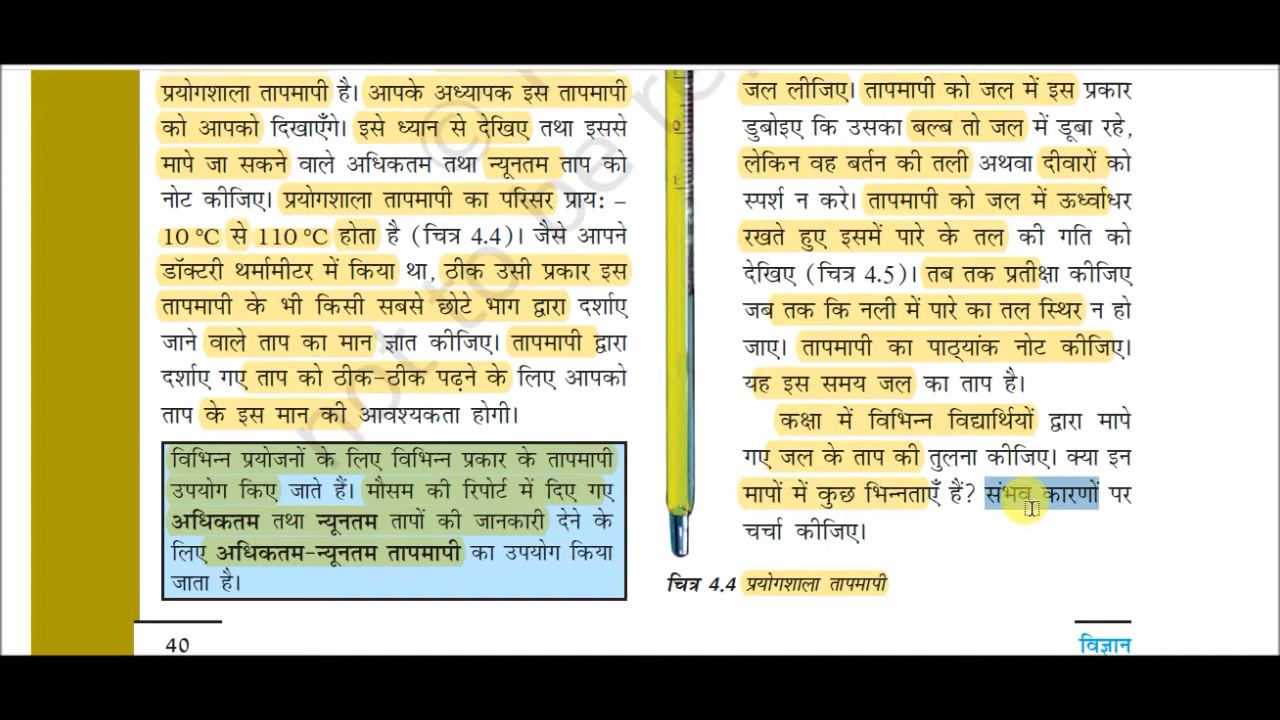 प्रयोगशाला तापमापी है। आपके अध्यापक इस तापमापी
को आपको दिखाएँगे। इसे ध्यान से देखिए तथा इससे
मापे जा सकने वाले अधिकतम तथा न्यूनतम ताप को
नोट कीजिए। प्रयोगशाला तापमापी का परिसर प्राय: –
10 °C से 110 °C होता है (चित्र 4.4)। जैसे आपने
डॉक्टरी थर्मामीटर में किया था, ठीक उसी प्रकार इस
तापमापी के भी किसी सबसे छोटे भाग द्वारा दर्शाए
जाने वाले ताप का मान ज्ञात कीजिए। तापमापी द्वारा
दर्शाए गए ताप को ठीक-ठीक पढ़ने के लिए आपको
ताप के इस मान की आवश्यकता होगी।
विभिन्न प्रयोजनों के लिए विभिन्न प्रकार के तापमापी
उपयोग किए जाते हैं। मौसम की रिपोर्ट में दिए गए
अधिकतम तथा न्यूनतम तापों की जानकारी देने के
लिए अधिकतम-न्यूनतम तापमापी का उपयोग किया
जाता है।
40
0
1
चित्र 4.4 प्रयोगशाला तापमापी
जल लीजिए। तापमापी को जल में इस प्रकार
डुबोइए कि उसका बल्ब तो जल में डूबा रहे,
लेकिन वह बर्तन की तली अथवा दीवारों को
स्पर्श न करे। तापमापी को जल में ऊर्ध्वाधर
रखते हुए इसमें पारे के तल की गति को
देखिए (चित्र 4.5)। तब तक प्रतीक्षा कीजिए
जब तक कि नली में पारे का तल स्थिर न हो
जाए। तापमापी का पाठ्यांक नोट कीजिए।
यह इस समय जल का ताप है।
कक्षा में विभिन्न विद्यार्थियों द्वारा मापे
गए जल के ताप की तुलना कीजिए। क्या इन
मापों में कुछ भिन्नताएँ हैं? संभव कारणों पर
चर्चा कीजिए।
विज्ञान
©
not to be re